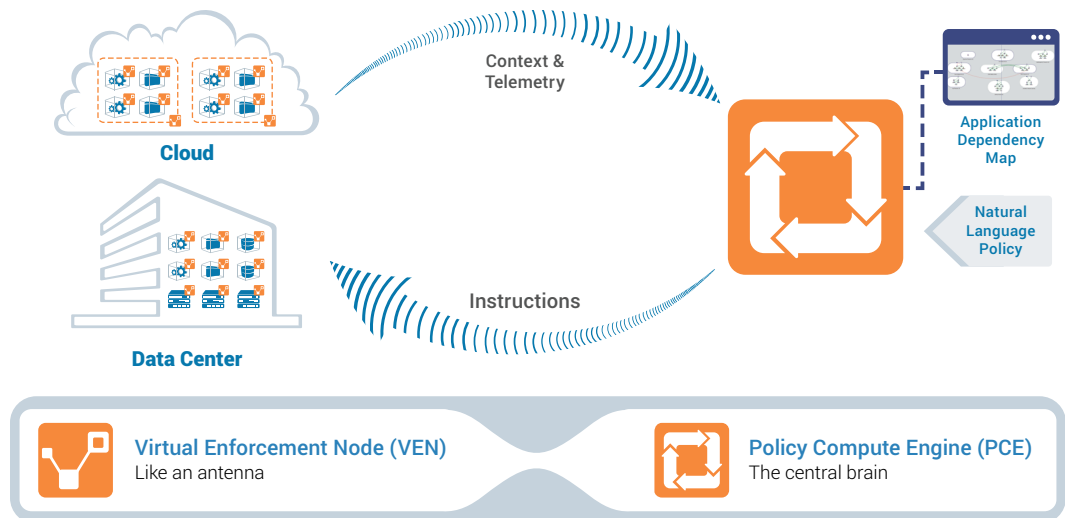 Context &
Telemetry
Cloud
Application
Dependency
Map
Natural
Language
Policy
Instructions
Data Center
Virtual Enforcement Node (VEN)
Like an antenna
Policy Compute Engine (PCE)
The central brain